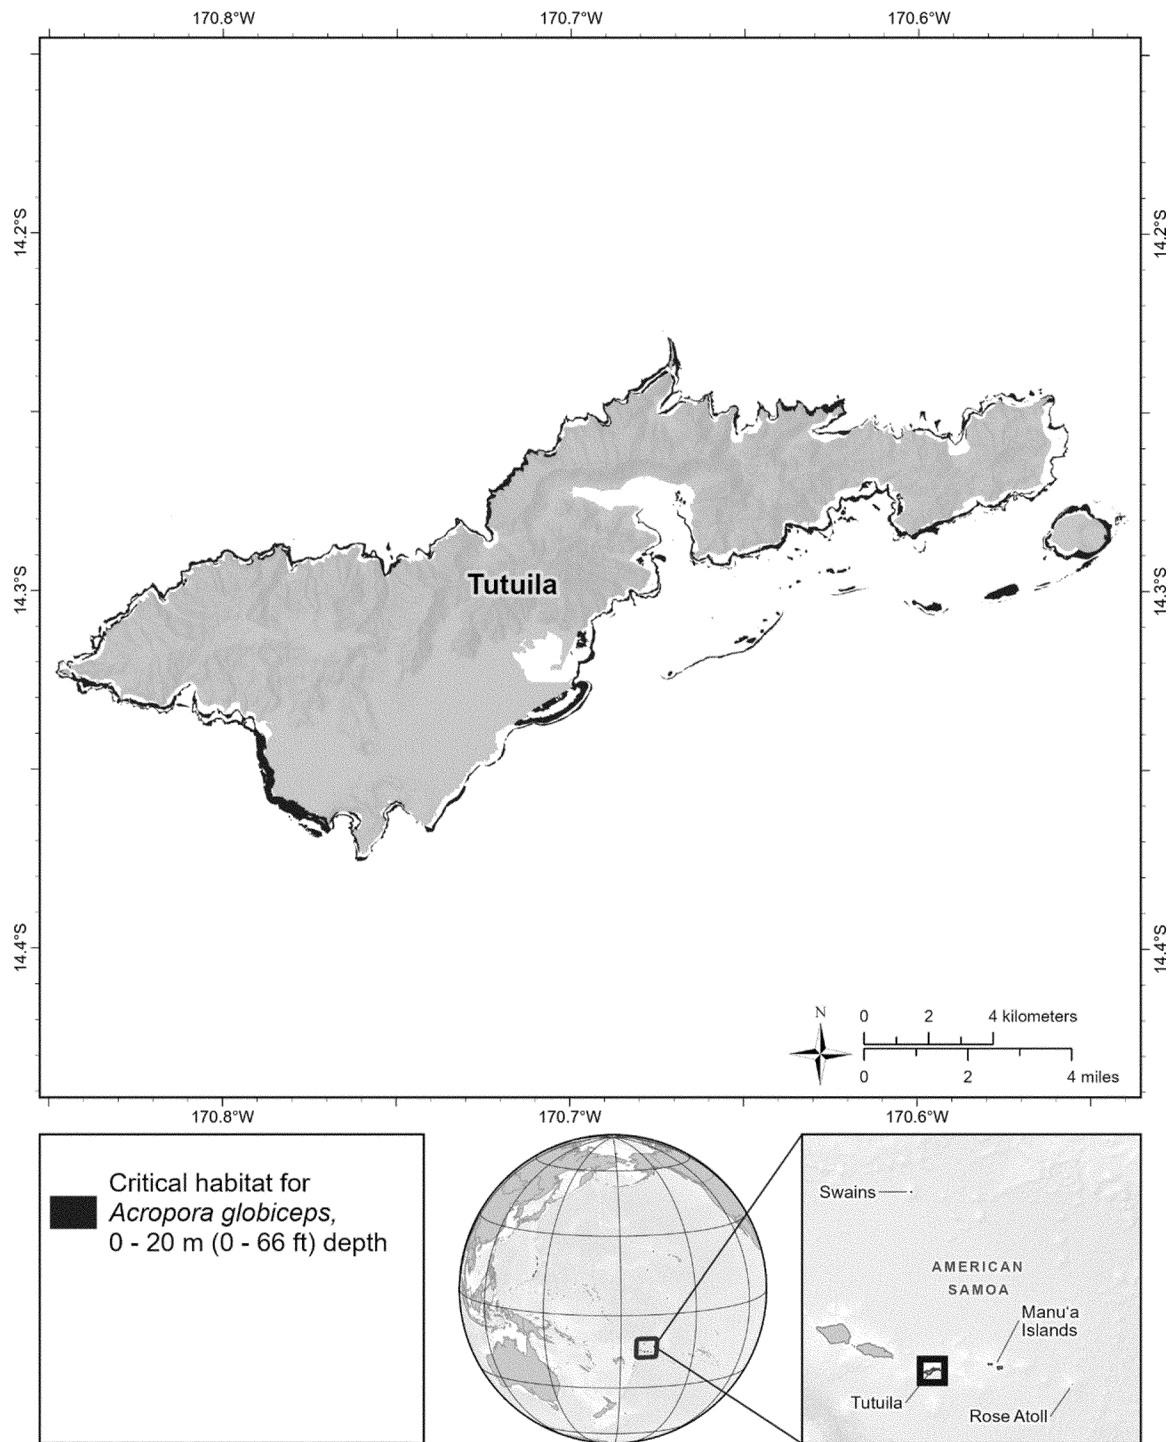 170.8°W
170.7°W
170.6°W
14.2°S
14.2°S
Tutuila
14.3°S
14.3°S
14.4°S
14.4°S
N
0 2 4 kilometers
0 2 4 miles
170.8°W
170.7°W
170.6°W
Critical habitat for
Acropora globiceps,
0 - 20 m (0 - 66 ft) depth
Swains
AMERICAN
SAMOA
Manu'a
Islands
Tutuila
Rose Atoll